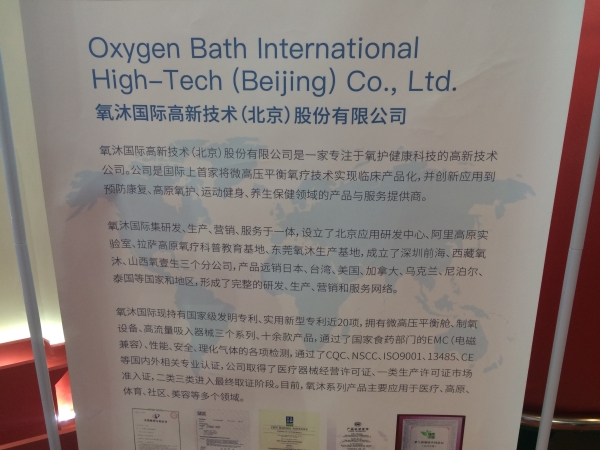 Oxygen Bath International
High-Tech (Beijing) Co., Ltd.
氧沐国际高新技术(北京)股份有限公司
氧沐国际高新技术(北京)股份有限公司是一家专注于氧护健康科技的高新技术
公司。公司是国际上首家将微高压平衡氧疗技术实现临床产品化,并创新应用到
预防康复、高原氧护、运动健身、养生保健领域的产品与服务提供商。
氧沐国际集研发、生产、营销、服务于一体,设立了北京应用研发中心、阿里高原实
验室、拉萨高原氧疗科普教育基地、东莞氧沐生产基地,成立了深圳前海、西藏氧
沐、山西氧壹生三个分公司,产品远销日本、台湾、美国、加拿大、乌克兰、尼泊尔、
泰国等国家和地区,形成了完整的研发、生产、营销和服务网络。
氧沐国际现持有国家级发明专利、实用新型专利近20项,拥有微高压平衡舱、制氧
设备、高流量吸入器械三个系列、十余款产品,通过了国家食药部门的EMC(电磁
兼容)、性能、安全、理化气体的各项检测,通过了CQC、NSCC、ISO9001、13485、CE
等国内外相关专业认证,公司取得了医疗器械经营许可证、一类生产许可证市场
准入证,二类三类进入最终取证阶段。目前,氧沐系列产品主要应用于医疗、高原、
体育、社区、美容等多个领域。